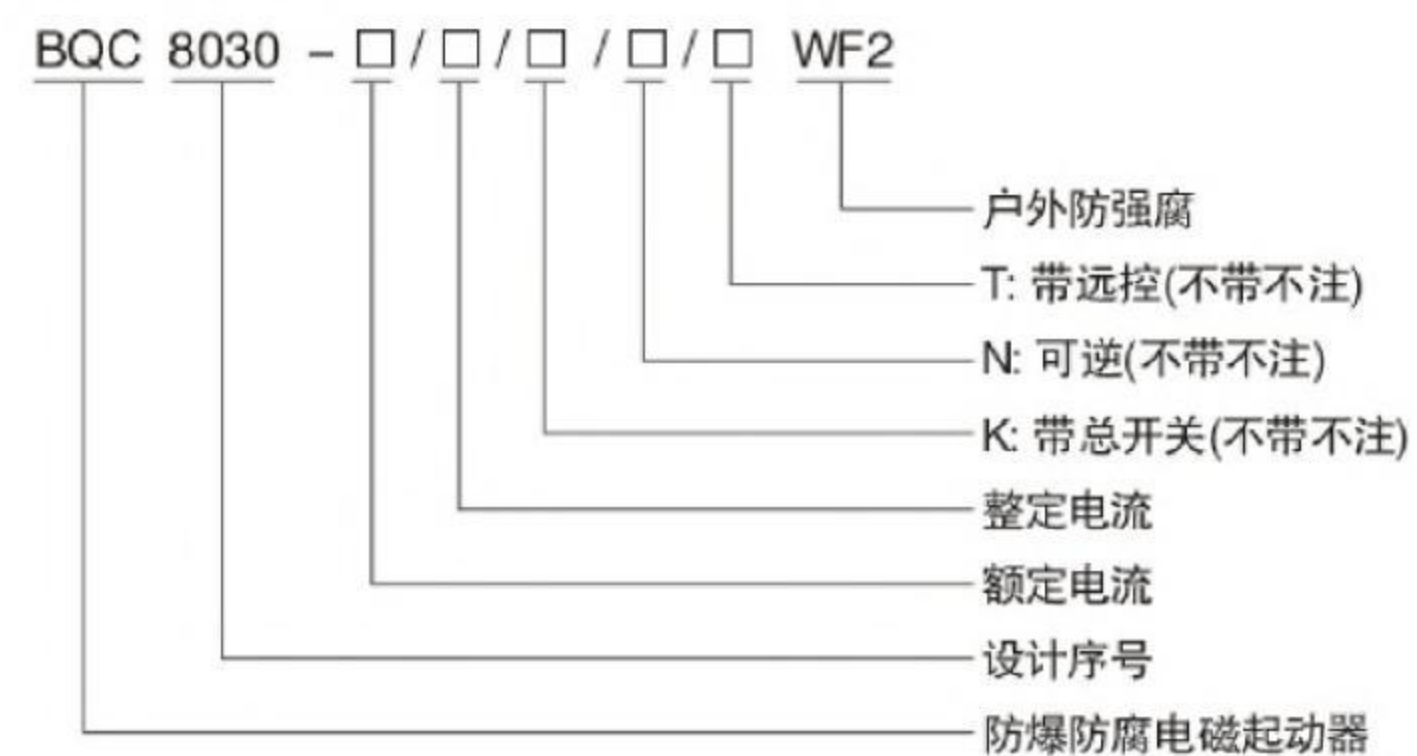 BQC 8030 - □ / □ / □ / □ / □ WF2
户外防强腐
T: 带远控(不带不注)
N: 可逆(不带不注)
K: 带总开关(不带不注)
整定电流
额定电流
设计序号
防爆防腐电磁起动器